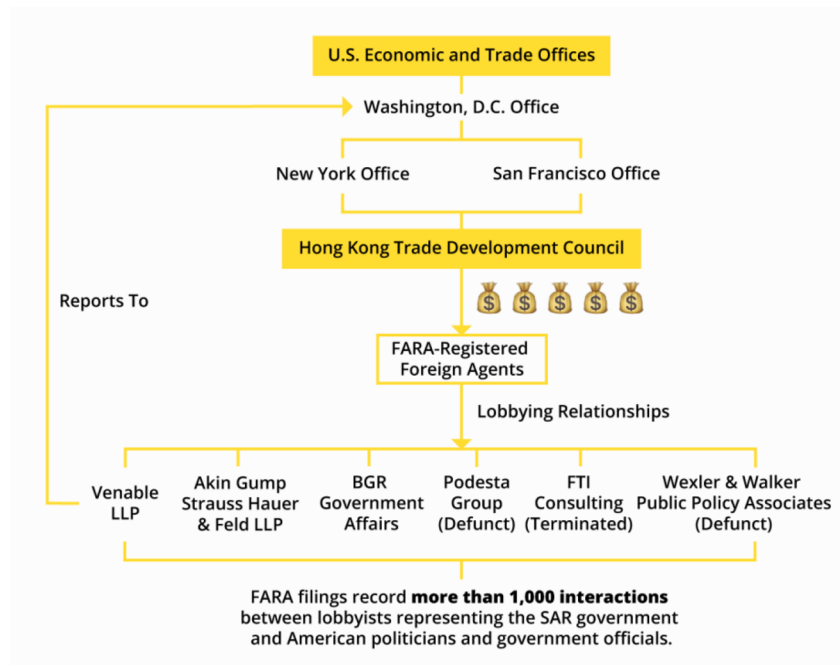 U.S. Economic and Trade Offices
Washington, D.C. Office
New York Office
San Francisco Office
Hong Kong Trade Development Council
$ $ $ $ $
Reports To
FARA-Registered
Foreign Agents
Lobbying Relationships
Venable
LLP
Akin Gump
Strauss Hauer
& Feld LLP
BGR
Government
Affairs
Podesta
Group
(Defunct)
FTI
Consulting
(Terminated)
Wexler & Walker
Public Policy Associates
(Defunct)
FARA filings record more than 1,000 interactions
between lobbyists representing the SAR government
and American politicians and government officials.